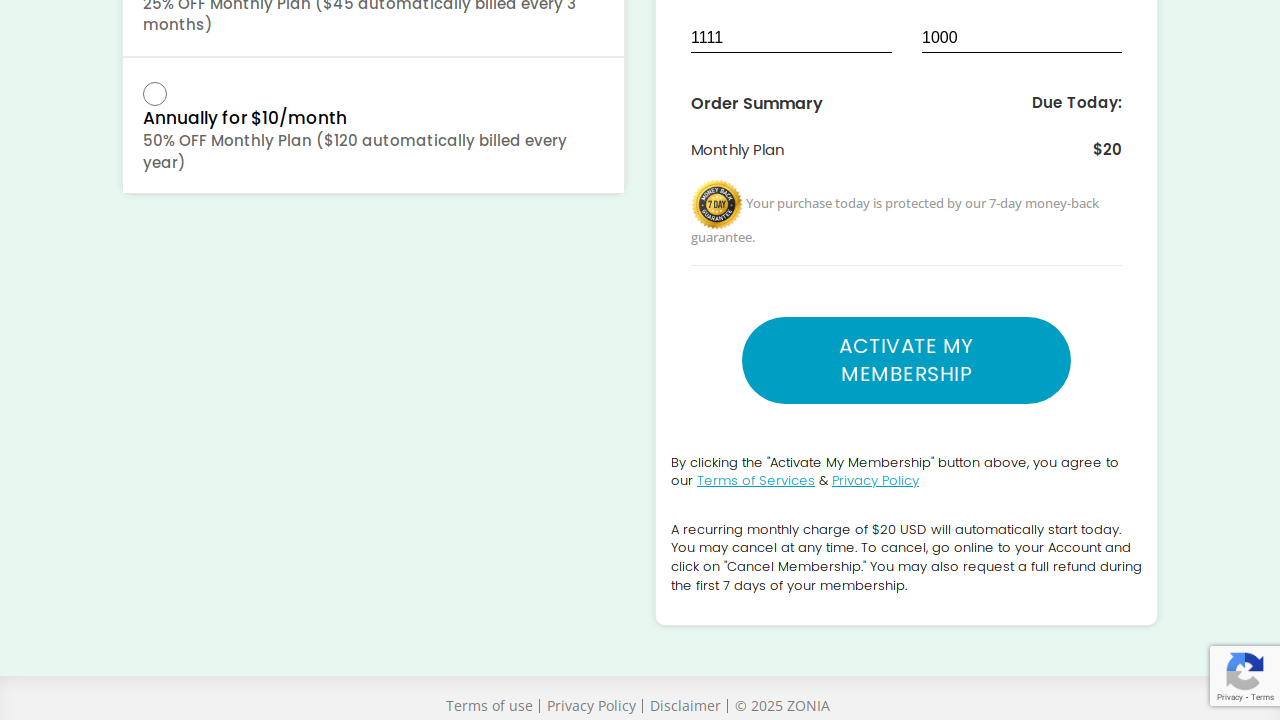 25% OFF Monthly Plan ($45 automatically billed every 3
months)
Annually for $10/month
50% OFF Monthly Plan ($120 automatically billed every
year)
1111 1000
Order Summary Due Today:
Monthly Plan $20
MONEY BACK
7 DAY
GUARANTEE
Your purchase today is protected by our 7-day money-back
guarantee.
ACTIVATE MY
MEMBERSHIP
By clicking the "Activate My Membership" button above, you agree to
our Terms of Services & Privacy Policy
A recurring monthly charge of $20 USD will automatically start today.
You may cancel at any time. To cancel, go online to your Account and
click on "Cancel Membership." You may also request a full refund during
the first 7 days of your membership.
Privacy - Terms
Terms of use | Privacy Policy | Disclaimer | © 2025 ZONIA